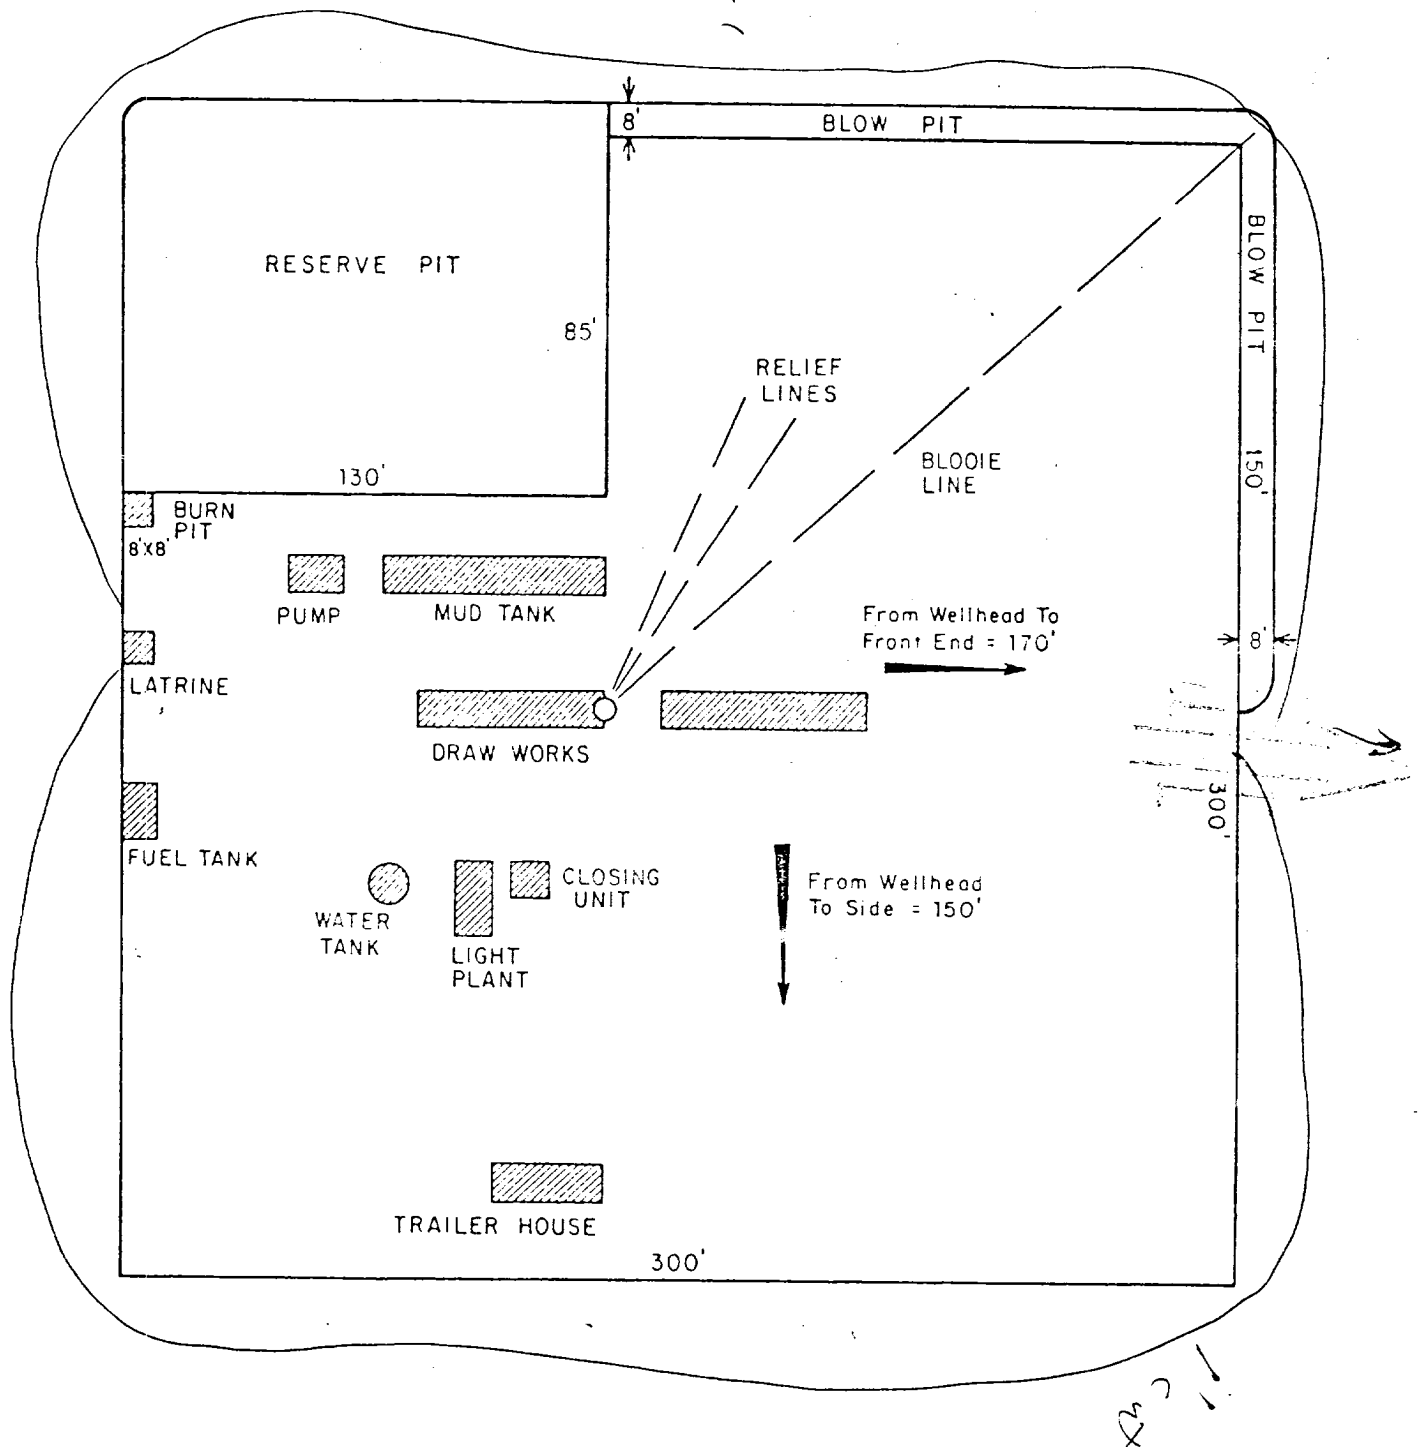 8'
BLOW PIT
BLOW PIT
RESERVE PIT
85'
RELIEF
LINES
130'
BLOOIE
LINE
150'
BURN
PIT
8'X8'
PUMP
MUD TANK
From Wellhead To
Front End = 170'
8'
LATRINE
DRAW WORKS
300'
FUEL TANK
CLOSING
UNIT
From Wellhead
To Side = 150'
WATER
TANK
LIGHT
PLANT
TRAILER HOUSE
300'